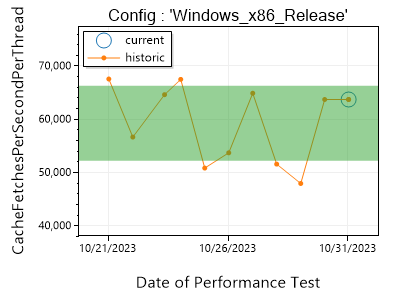 Config : 'Windows_x86_Release'
current
historic
CacheFetchesPerSecondPerThread
70,000
60,000
50,000
40,000
10/21/2023
10/26/2023
10/31/2023
Date of Performance Test